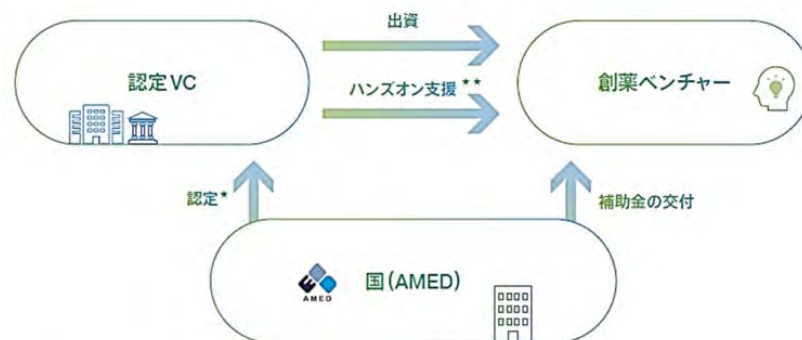 出資
認定VC
ハンズオン支援 ★★
創薬ベンチャー
認定★
補助金の交付
AMED
国(AMED)